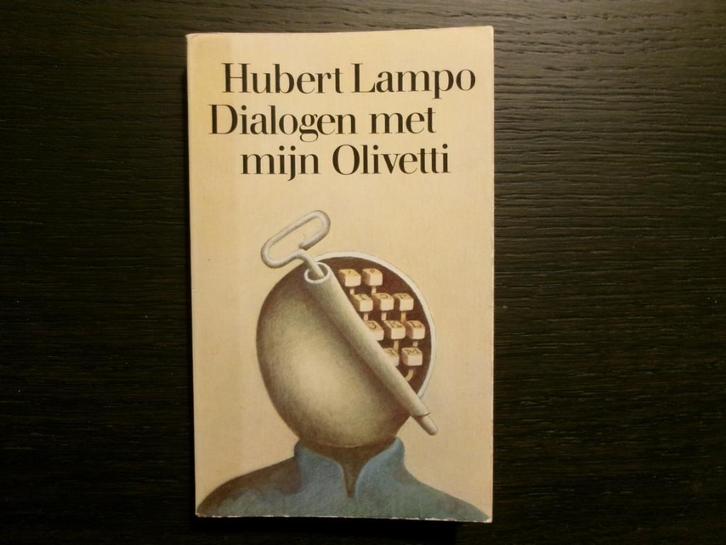 Hubert Lampo
Dialogen met
mijn Olivetti